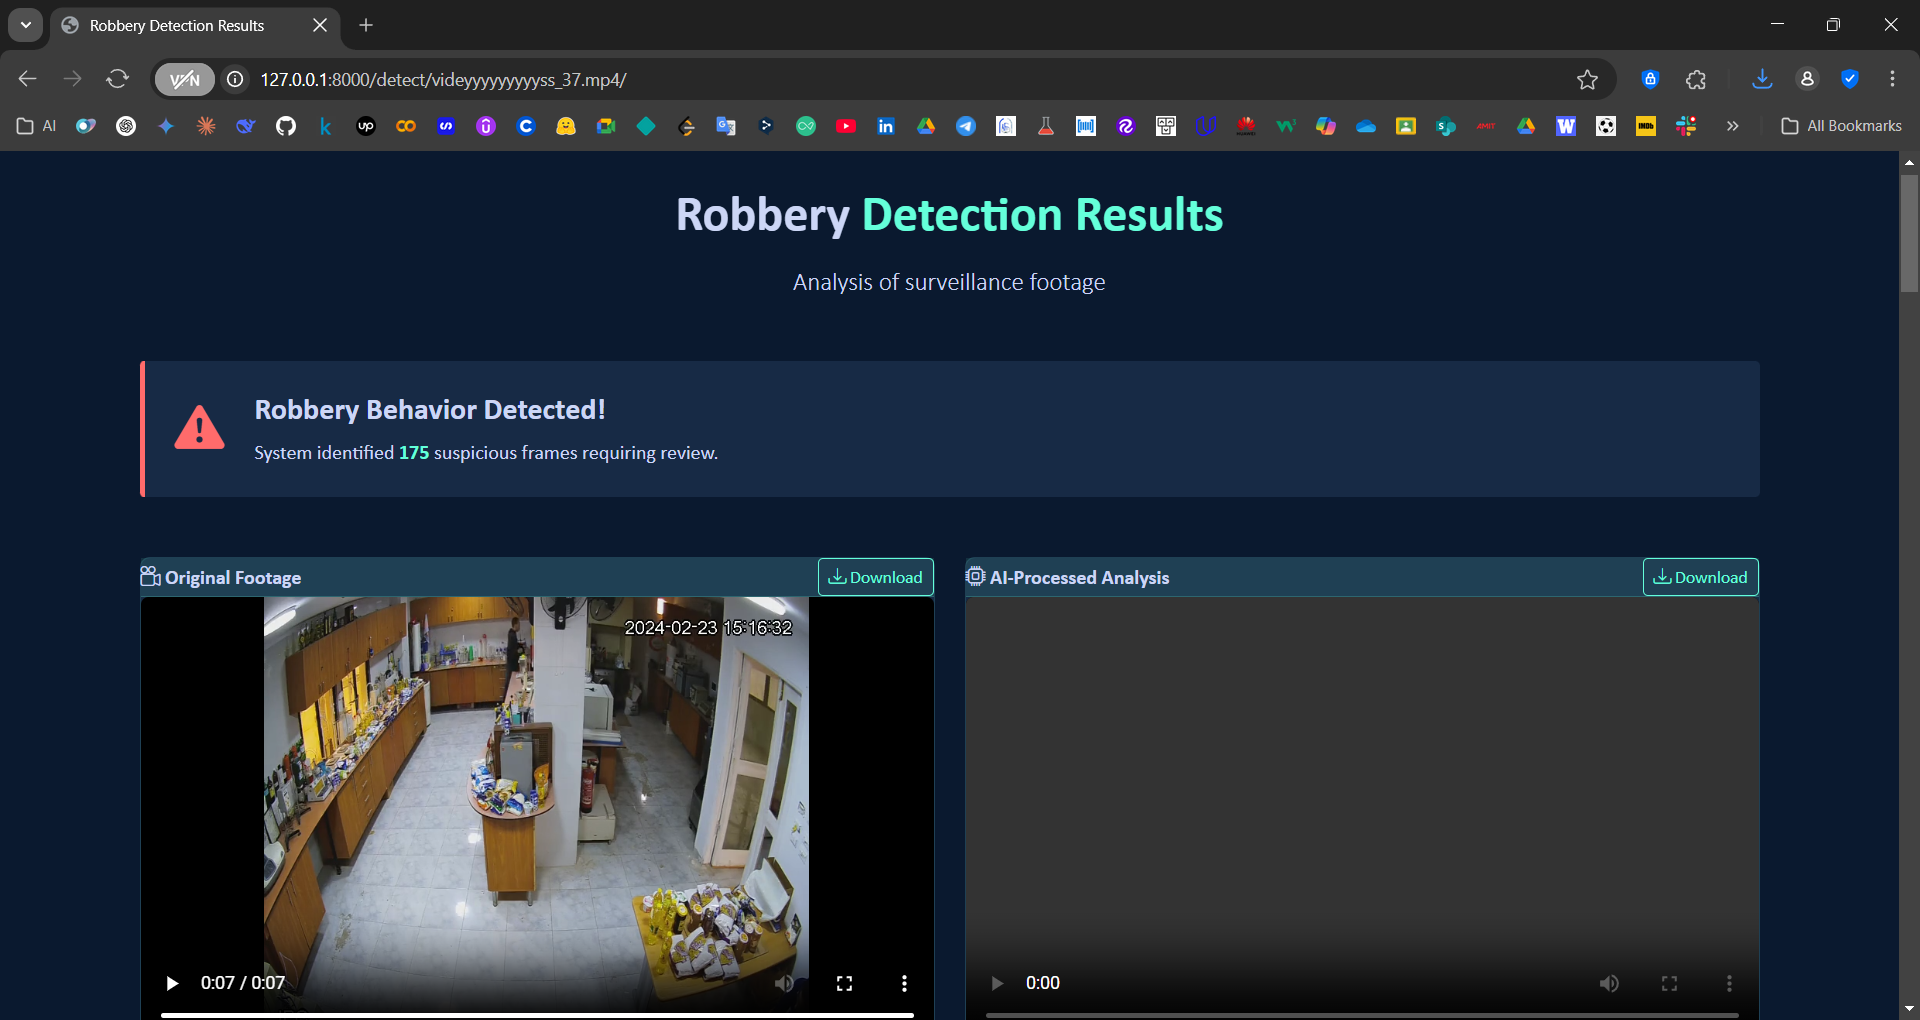 Robbery Detection Results
127.0.0.1:8000/detect/videyyyyyyyyyyss_37.mp4/
VPN
AI
All Bookmarks
Robbery Detection Results
Analysis of surveillance footage
Robbery Behavior Detected!
System identified 175 suspicious frames requiring review.
Original Footage
Download
AI-Processed Analysis
Download
2024-02-23 15:16:32
0:07 / 0:07
0:00